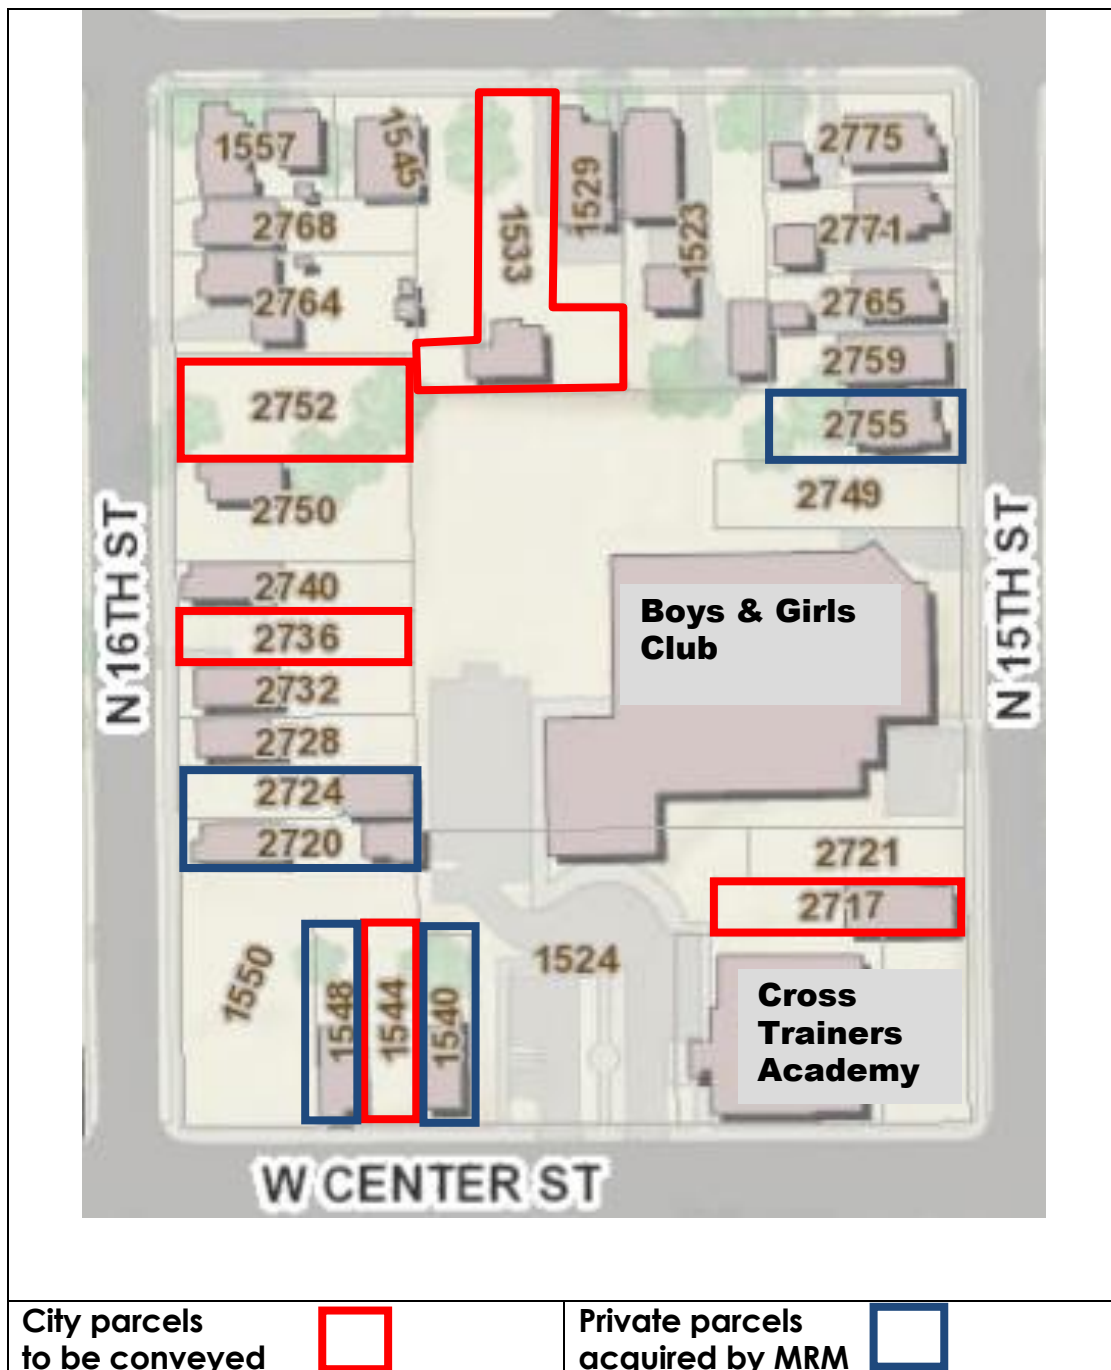 1557
1545
1533
1529
1523
2775
2768
2771
2764
2765
2759
2752
2755
2749
2750
N 16TH ST
N 15TH ST
2740
2736
Boys & Girls
Club
2732
2728
2724
2720
2721
2717
1550
1548
1544
1540
1524
Cross
Trainers
Academy
W CENTER ST
City parcels
to be conveyed
Private parcels
acquired by MRM